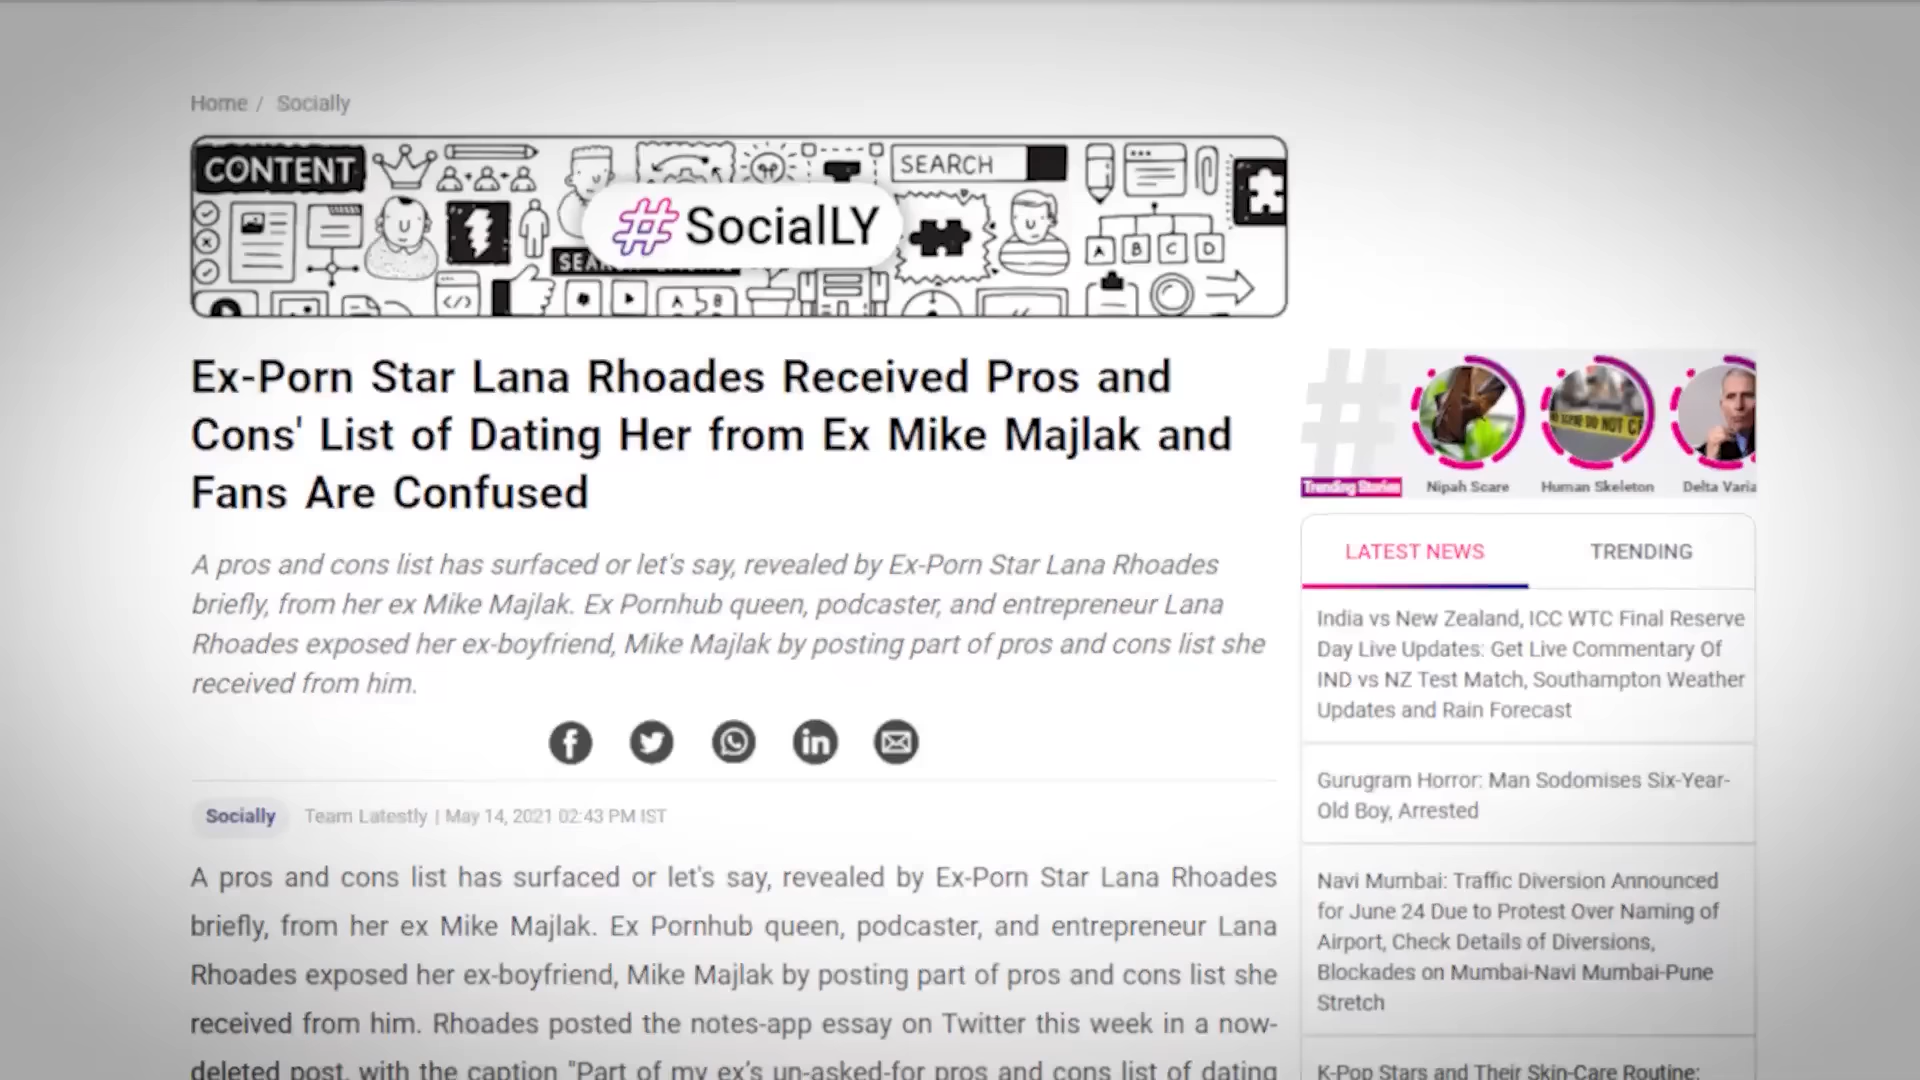 Home / Socially
CONTENT
SEARCH
#SocialLY
A B C D
A B
Ex-Porn Star Lana Rhoades Received Pros and
Cons' List of Dating Her from Ex Mike Majlak and
Fans Are Confused
A pros and cons list has surfaced or let's say, revealed by Ex-Porn Star Lana Rhoades
briefly, from her ex Mike Majlak. Ex Pornhub queen, podcaster, and entrepreneur Lana
Rhoades exposed her ex-boyfriend, Mike Majlak by posting part of pros and cons list she
received from him.
Socially Team Latestly | May 14, 2021 02:43 PM IST
A pros and cons list has surfaced or let's say, revealed by Ex-Porn Star Lana Rhoades
briefly, from her ex Mike Majlak. Ex Pornhub queen, podcaster, and entrepreneur Lana
Rhoades exposed her ex-boyfriend, Mike Majlak by posting part of pros and cons list she
received from him. Rhoades posted the notes-app essay on Twitter this week in a now-
deleted post, with the caption "Part of my ex's un-asked-for pros and cons list of dating
Trending Stories
Nipah Scare
Human Skeleton
Delta Varia
LATEST NEWS
TRENDING
India vs New Zealand, ICC WTC Final Reserve
Day Live Updates: Get Live Commentary Of
IND vs NZ Test Match, Southampton Weather
Updates and Rain Forecast
Gurugram Horror: Man Sodomises Six-Year-
Old Boy, Arrested
Navi Mumbai: Traffic Diversion Announced
for June 24 Due to Protest Over Naming of
Airport, Check Details of Diversions,
Blockades on Mumbai-Navi Mumbai-Pune
Stretch
K-Pop Stars and Their Skin-Care Routine: